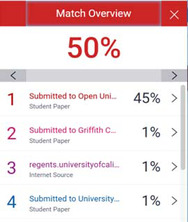 Match Overview
50%
1 Submitted to Open Uni... 45%
Student Paper
2 Submitted to Griffith C... 1%
Student Paper
3 regents.universityofcali... 1%
Internet Source
4 Submitted to University... 1%
Student Paper